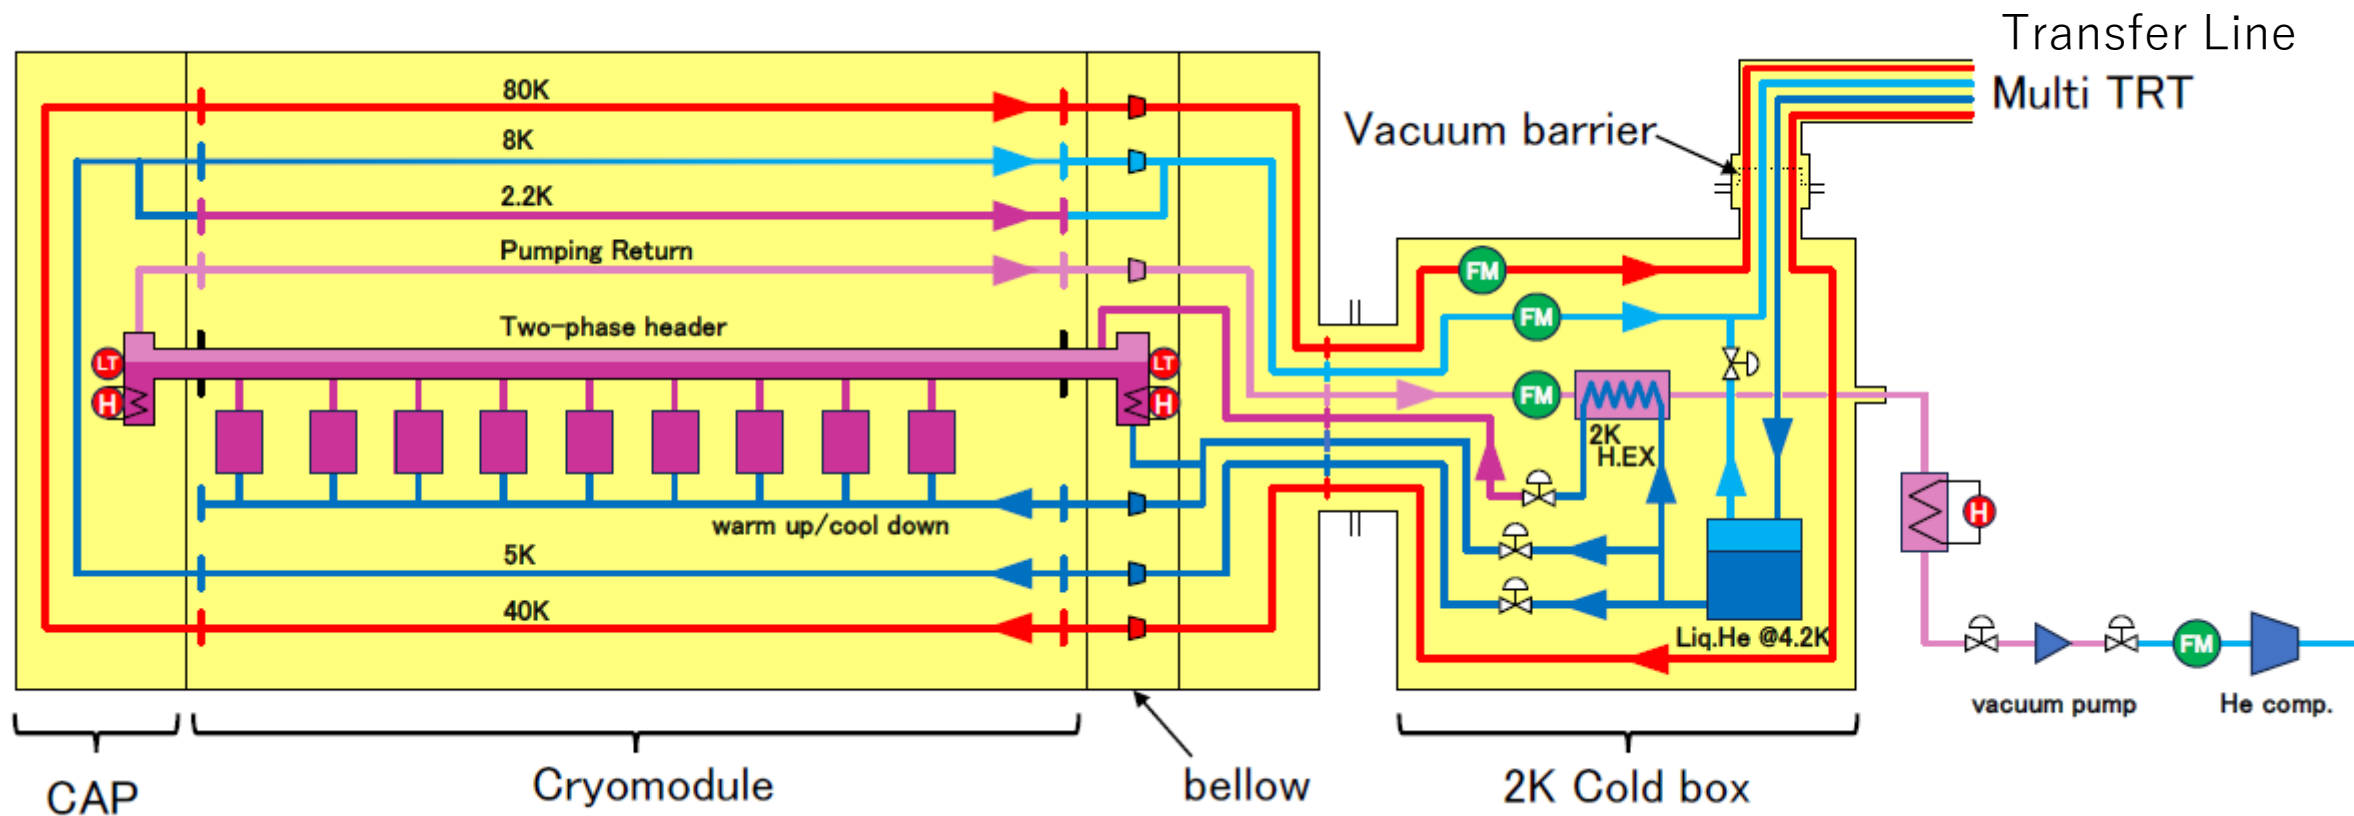 Transfer Line
Multi TRT
Vacuum barrier
80K
8K
2.2K
Pumping Return
Two-phase header
LT
H
LT
H
warm up/cool down
5K
40K
FM
FM
FM
2K
H.EX
Liq.He @4.2K
H
FM
vacuum pump
He comp.
CAP
Cryomodule
bellow
2K Cold box